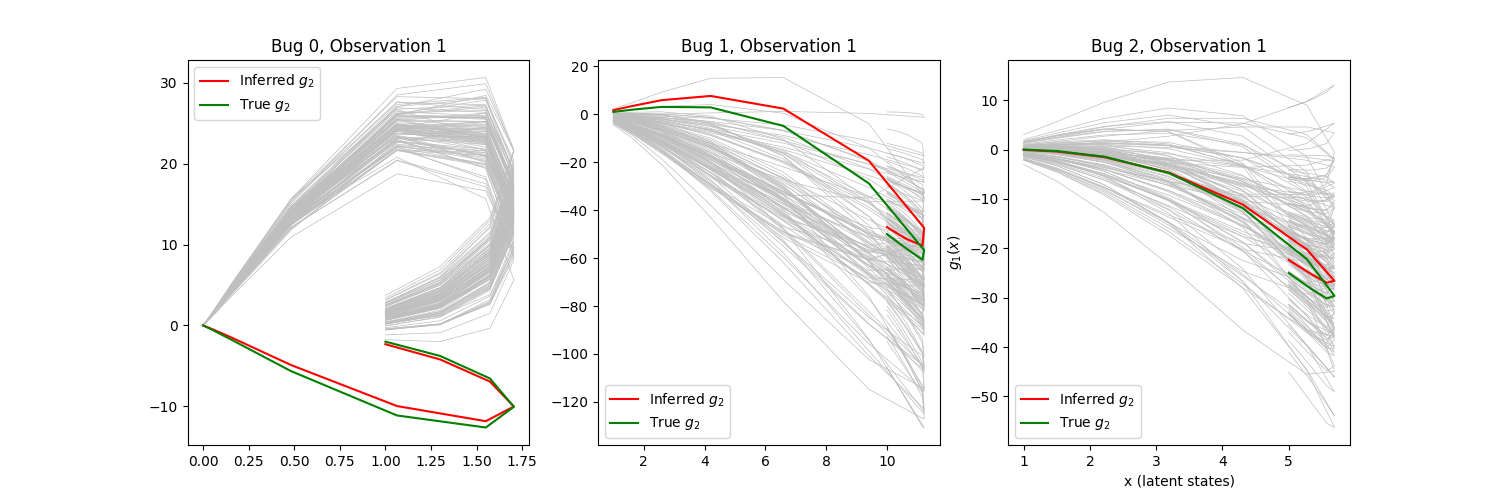 Bug 0, Observation 1
Inferred g₂
True g₂
30
20
10
0
−10
0.00 0.25 0.50 0.75 1.00 1.25 1.50 1.75
Bug 1, Observation 1
20
0
−20
−40
−60
−80
−100
−120
Inferred g₂
True g₂
2 4 6 8 10
Bug 2, Observation 1
g₁(x)
10
0
−10
−20
−30
−40
−50
Inferred g₂
True g₂
1 2 3 4 5
x (latent states)